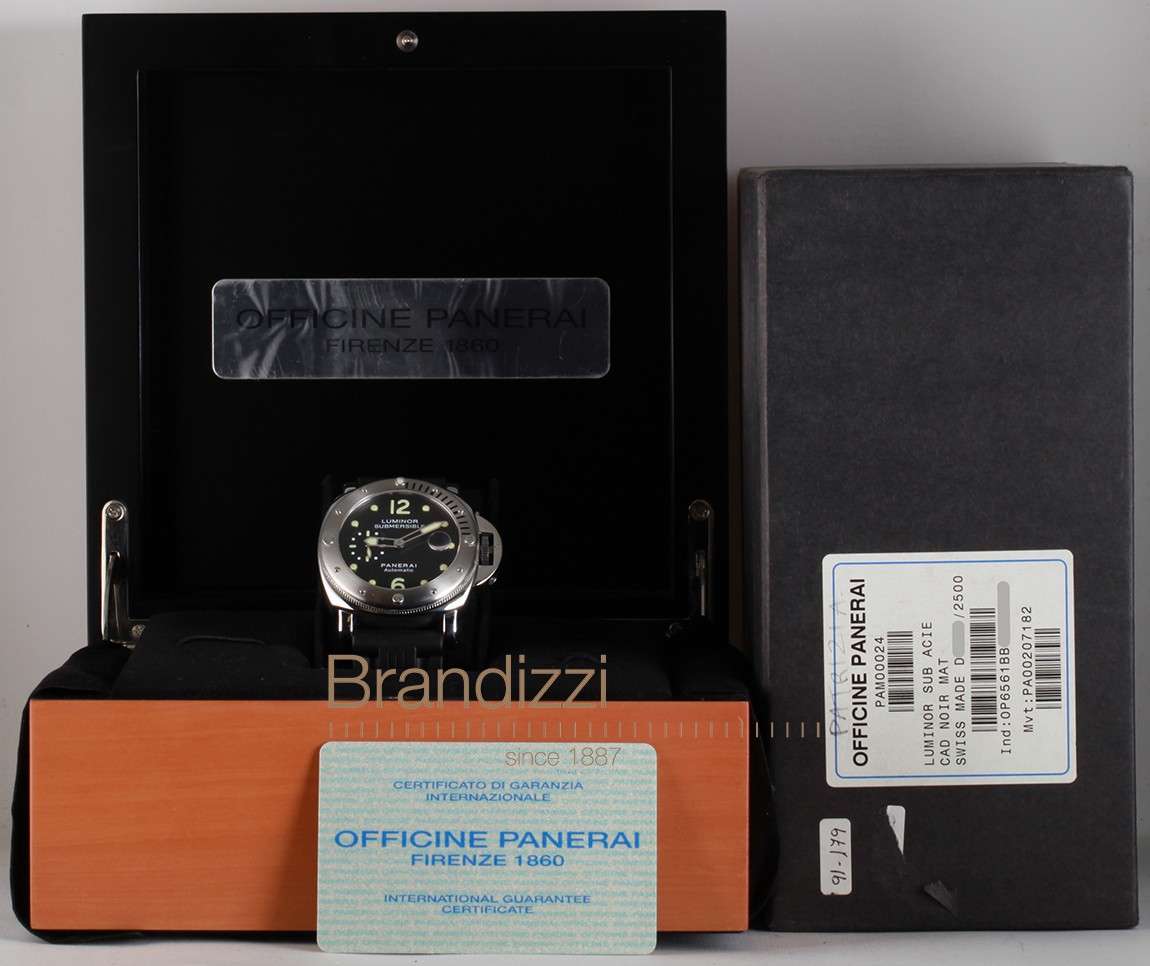 OFFICINE PANERAI
FIRENZE 1860
12
LUMINOR
SUBMERSIBLE
PANERAI
Automatic
6
Brandizzi
since 1887
CERTIFICATO DI GARANZIA
INTERNAZIONALE
OFFICINE PANERAI
FIRENZE 1860
INTERNATIONAL GUARANTEE
CERTIFICATE
PATRIZIA
OFFICINE PANERAI
PAM00024
LUMINOR SUB ACIE
CAD NOIR MAT
SWISS MADE D /2500
Ind:OP6561BB
Mvt:PA00207182
91-179